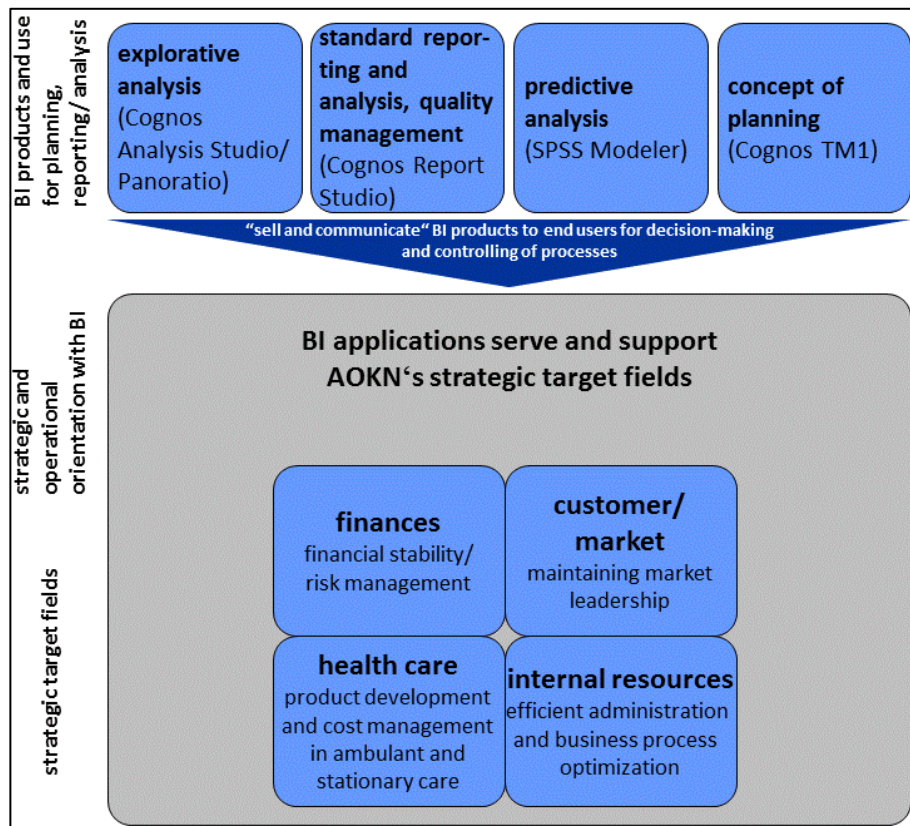 BI products and use
for planning,
reporting/ analysis
explorative
analysis
(Cognos
Analysis Studio/
Panoratio)
standard repor-
ting and
analysis, quality
management
(Cognos Report
Studio)
predictive
analysis
(SPSS Modeler)
concept of
planning
(Cognos TM1)
"sell and communicate“ BI products to end users for decision-making
and controlling of processes
strategic and
operational
orientation with BI
BI applications serve and support
AOKN‘s strategic target fields
strategic target fields
finances
financial stability/
risk management
customer/
market
maintaining market
leadership
health care
product development
and cost management
in ambulant and
stationary care
internal resources
efficient administration
and business process
optimization